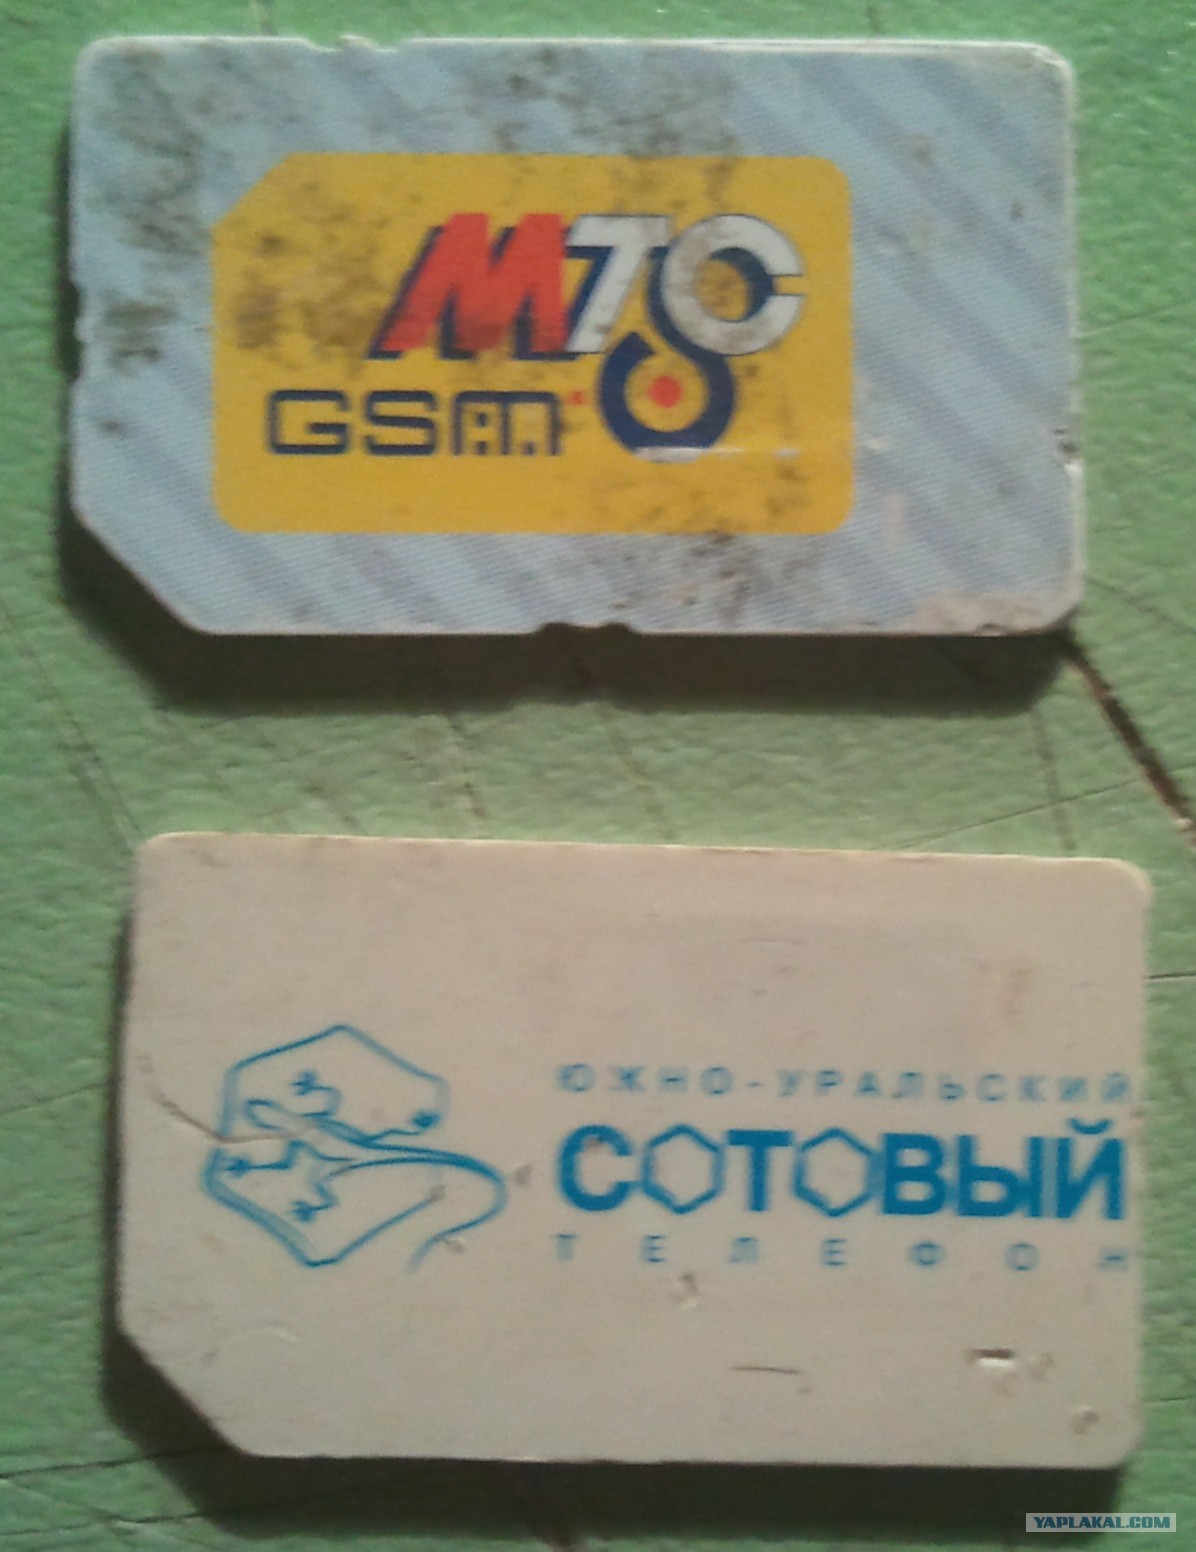 МТС
GSM
ЮЖНО-УРАЛЬСКИЙ
СОТОВЫЙ
ТЕЛЕФОН
YAPLAKAL.COM